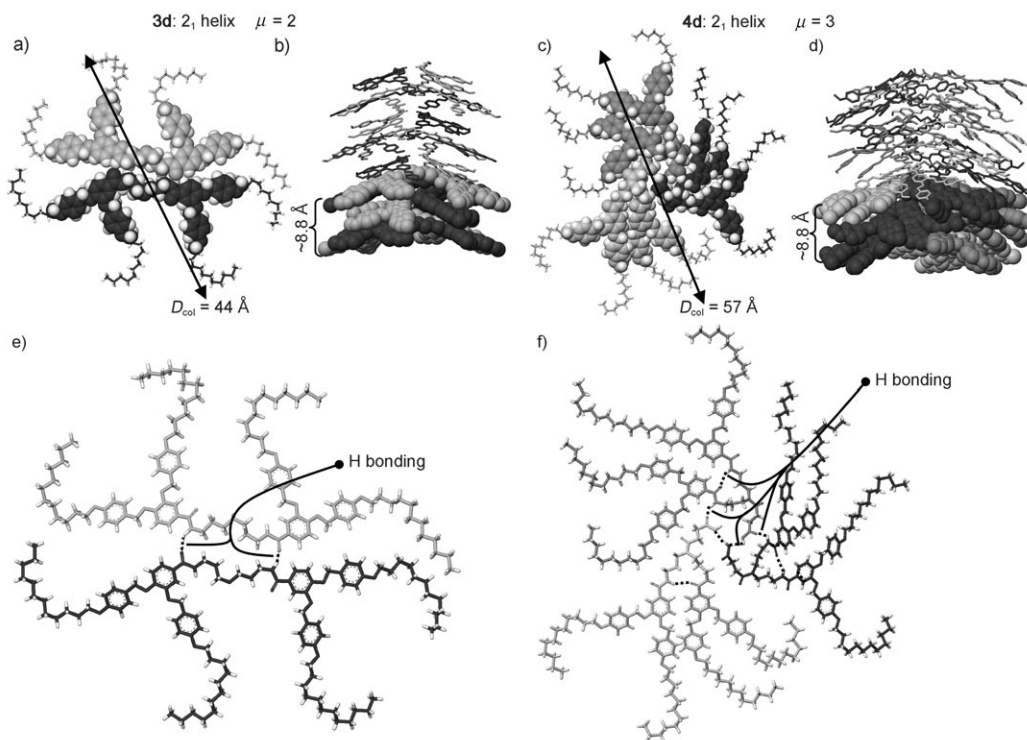 3d: 2₁ helix μ = 2
4d: 2₁ helix μ = 3
a)
b)
c)
d)
~8.8 Å
~8.8 Å
D_col = 44 Å
D_col = 57 Å
e)
f)
H bonding
H bonding